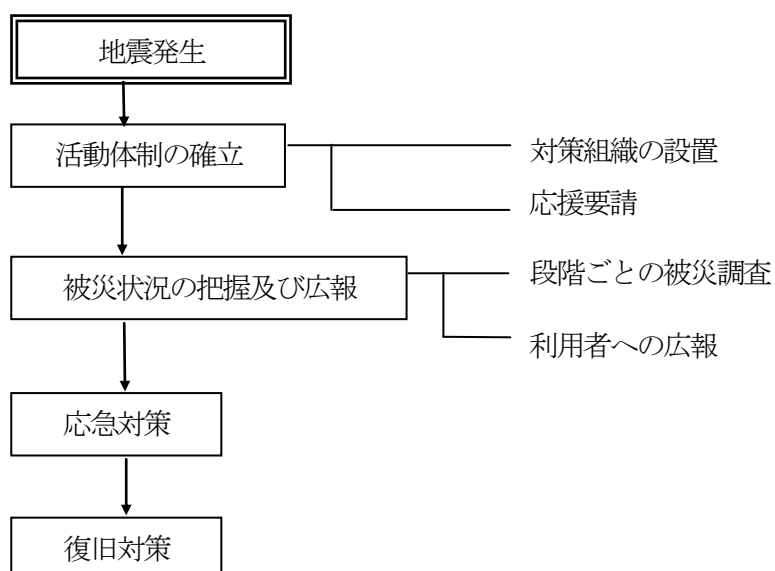 地震発生
活動体制の確立
対策組織の設置
応援要請
被災状況の把握及び広報
段階ごとの被災調査
利用者への広報
応急対策
復旧対策